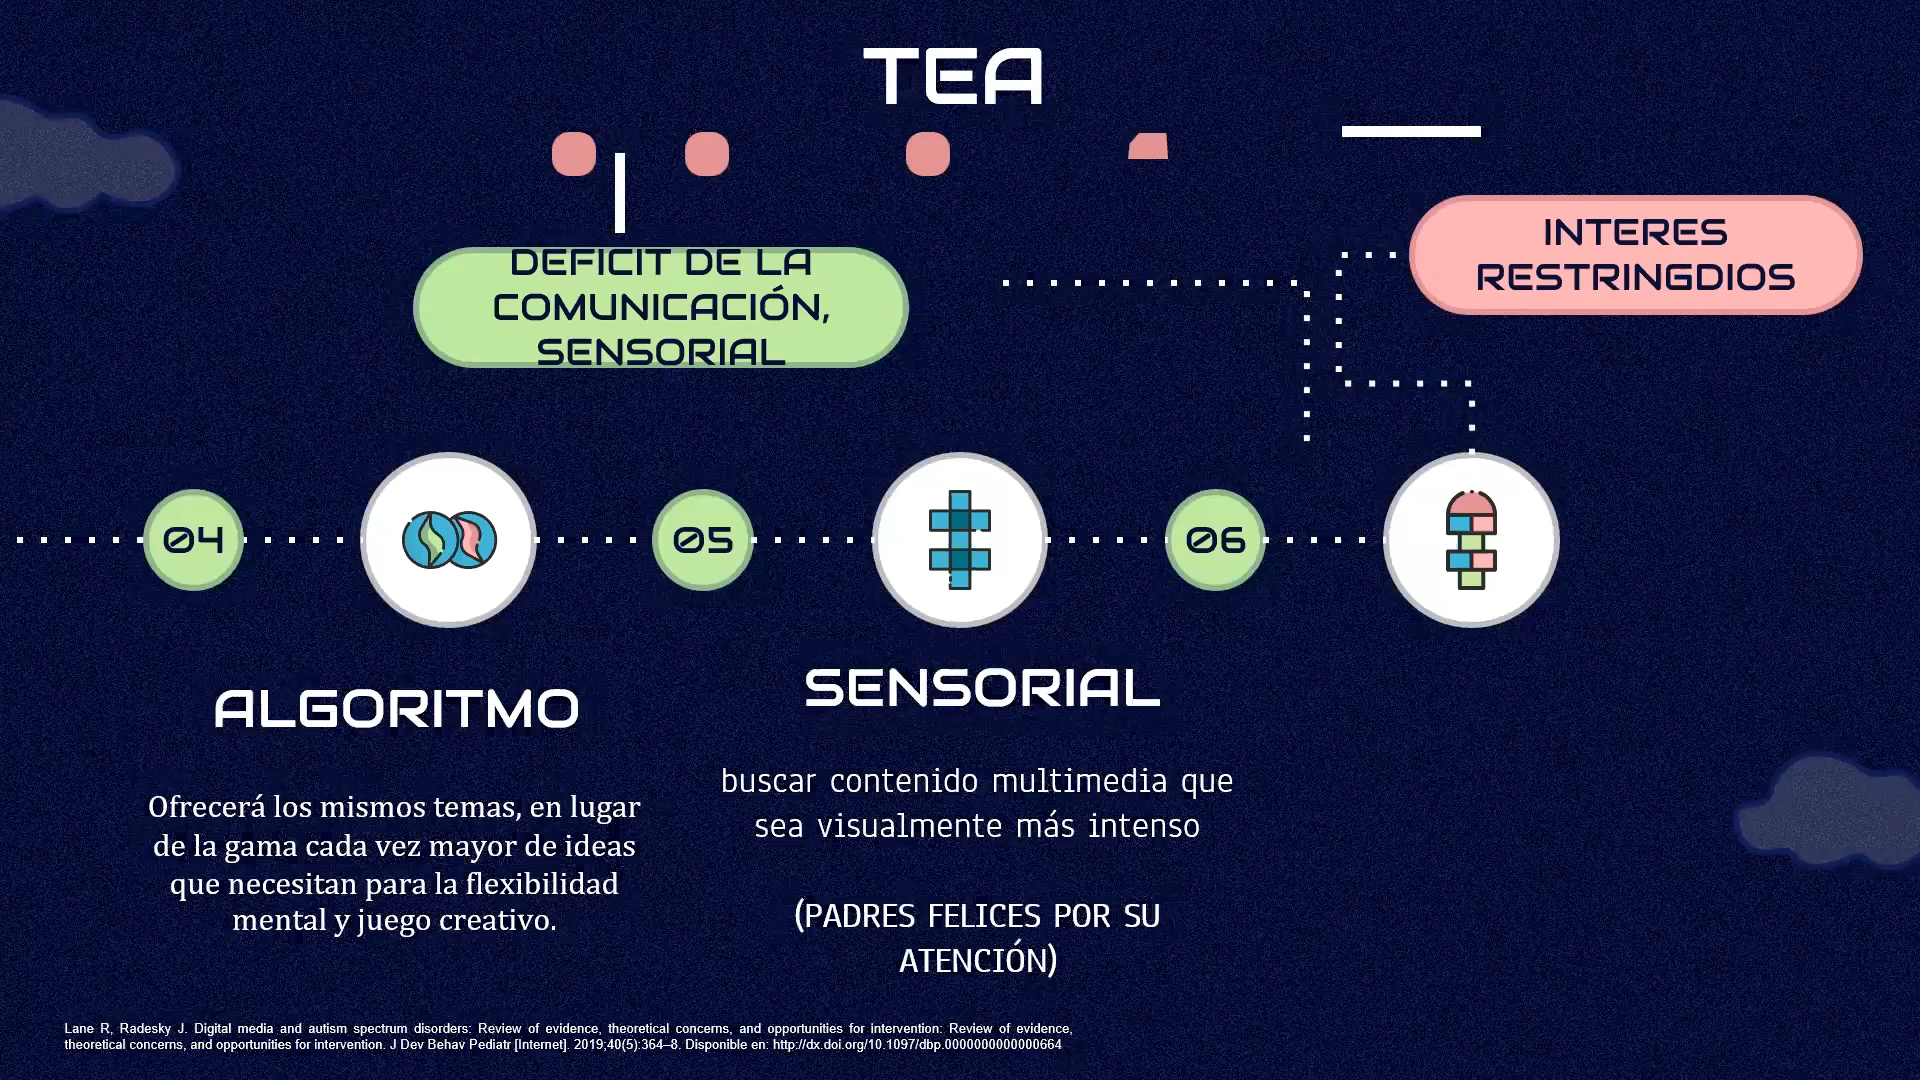 TEA
DEFICIT DE LA
COMUNICACIÓN,
SENSORIAL
INTERES
RESTRINGDIOS
04
05
06
ALGORITMO
Ofrecerá los mismos temas, en lugar
de la gama cada vez mayor de ideas
que necesitan para la flexibilidad
mental y juego creativo.
SENSORIAL
buscar contenido multimedia que
sea visualmente más intenso
(PADRES FELICES POR SU
ATENCIÓN)
Lane R, Radesky J. Digital media and autism spectrum disorders: Review of evidence, theoretical concerns, and opportunities for intervention: Review of evidence,
theoretical concerns, and opportunities for intervention. J Dev Behav Pediatr [Internet]. 2019;40(5):364–8. Disponible en: http://dx.doi.org/10.1097/dbp.0000000000000664